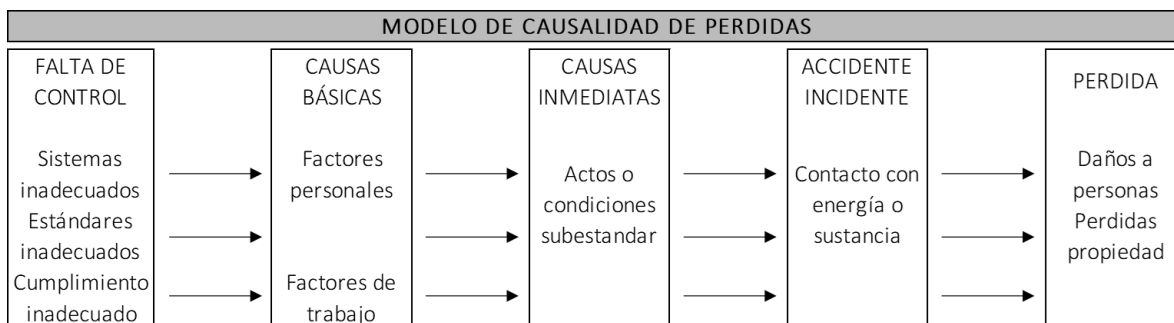 MODELO DE CAUSALIDAD DE PERDIDAS
FALTA DE
CONTROL
Sistemas
inadecuados
Estándares
inadecuados
Cumplimiento
inadecuado
CAUSAS
BÁSICAS
Factores
personales
Factores de
trabajo
CAUSAS
INMEDIATAS
Actos o
condiciones
subestandar
ACCIDENTE
INCIDENTE
Contacto con
energía o
sustancia
PERDIDA
Daños a
personas
Perdidas
propiedad